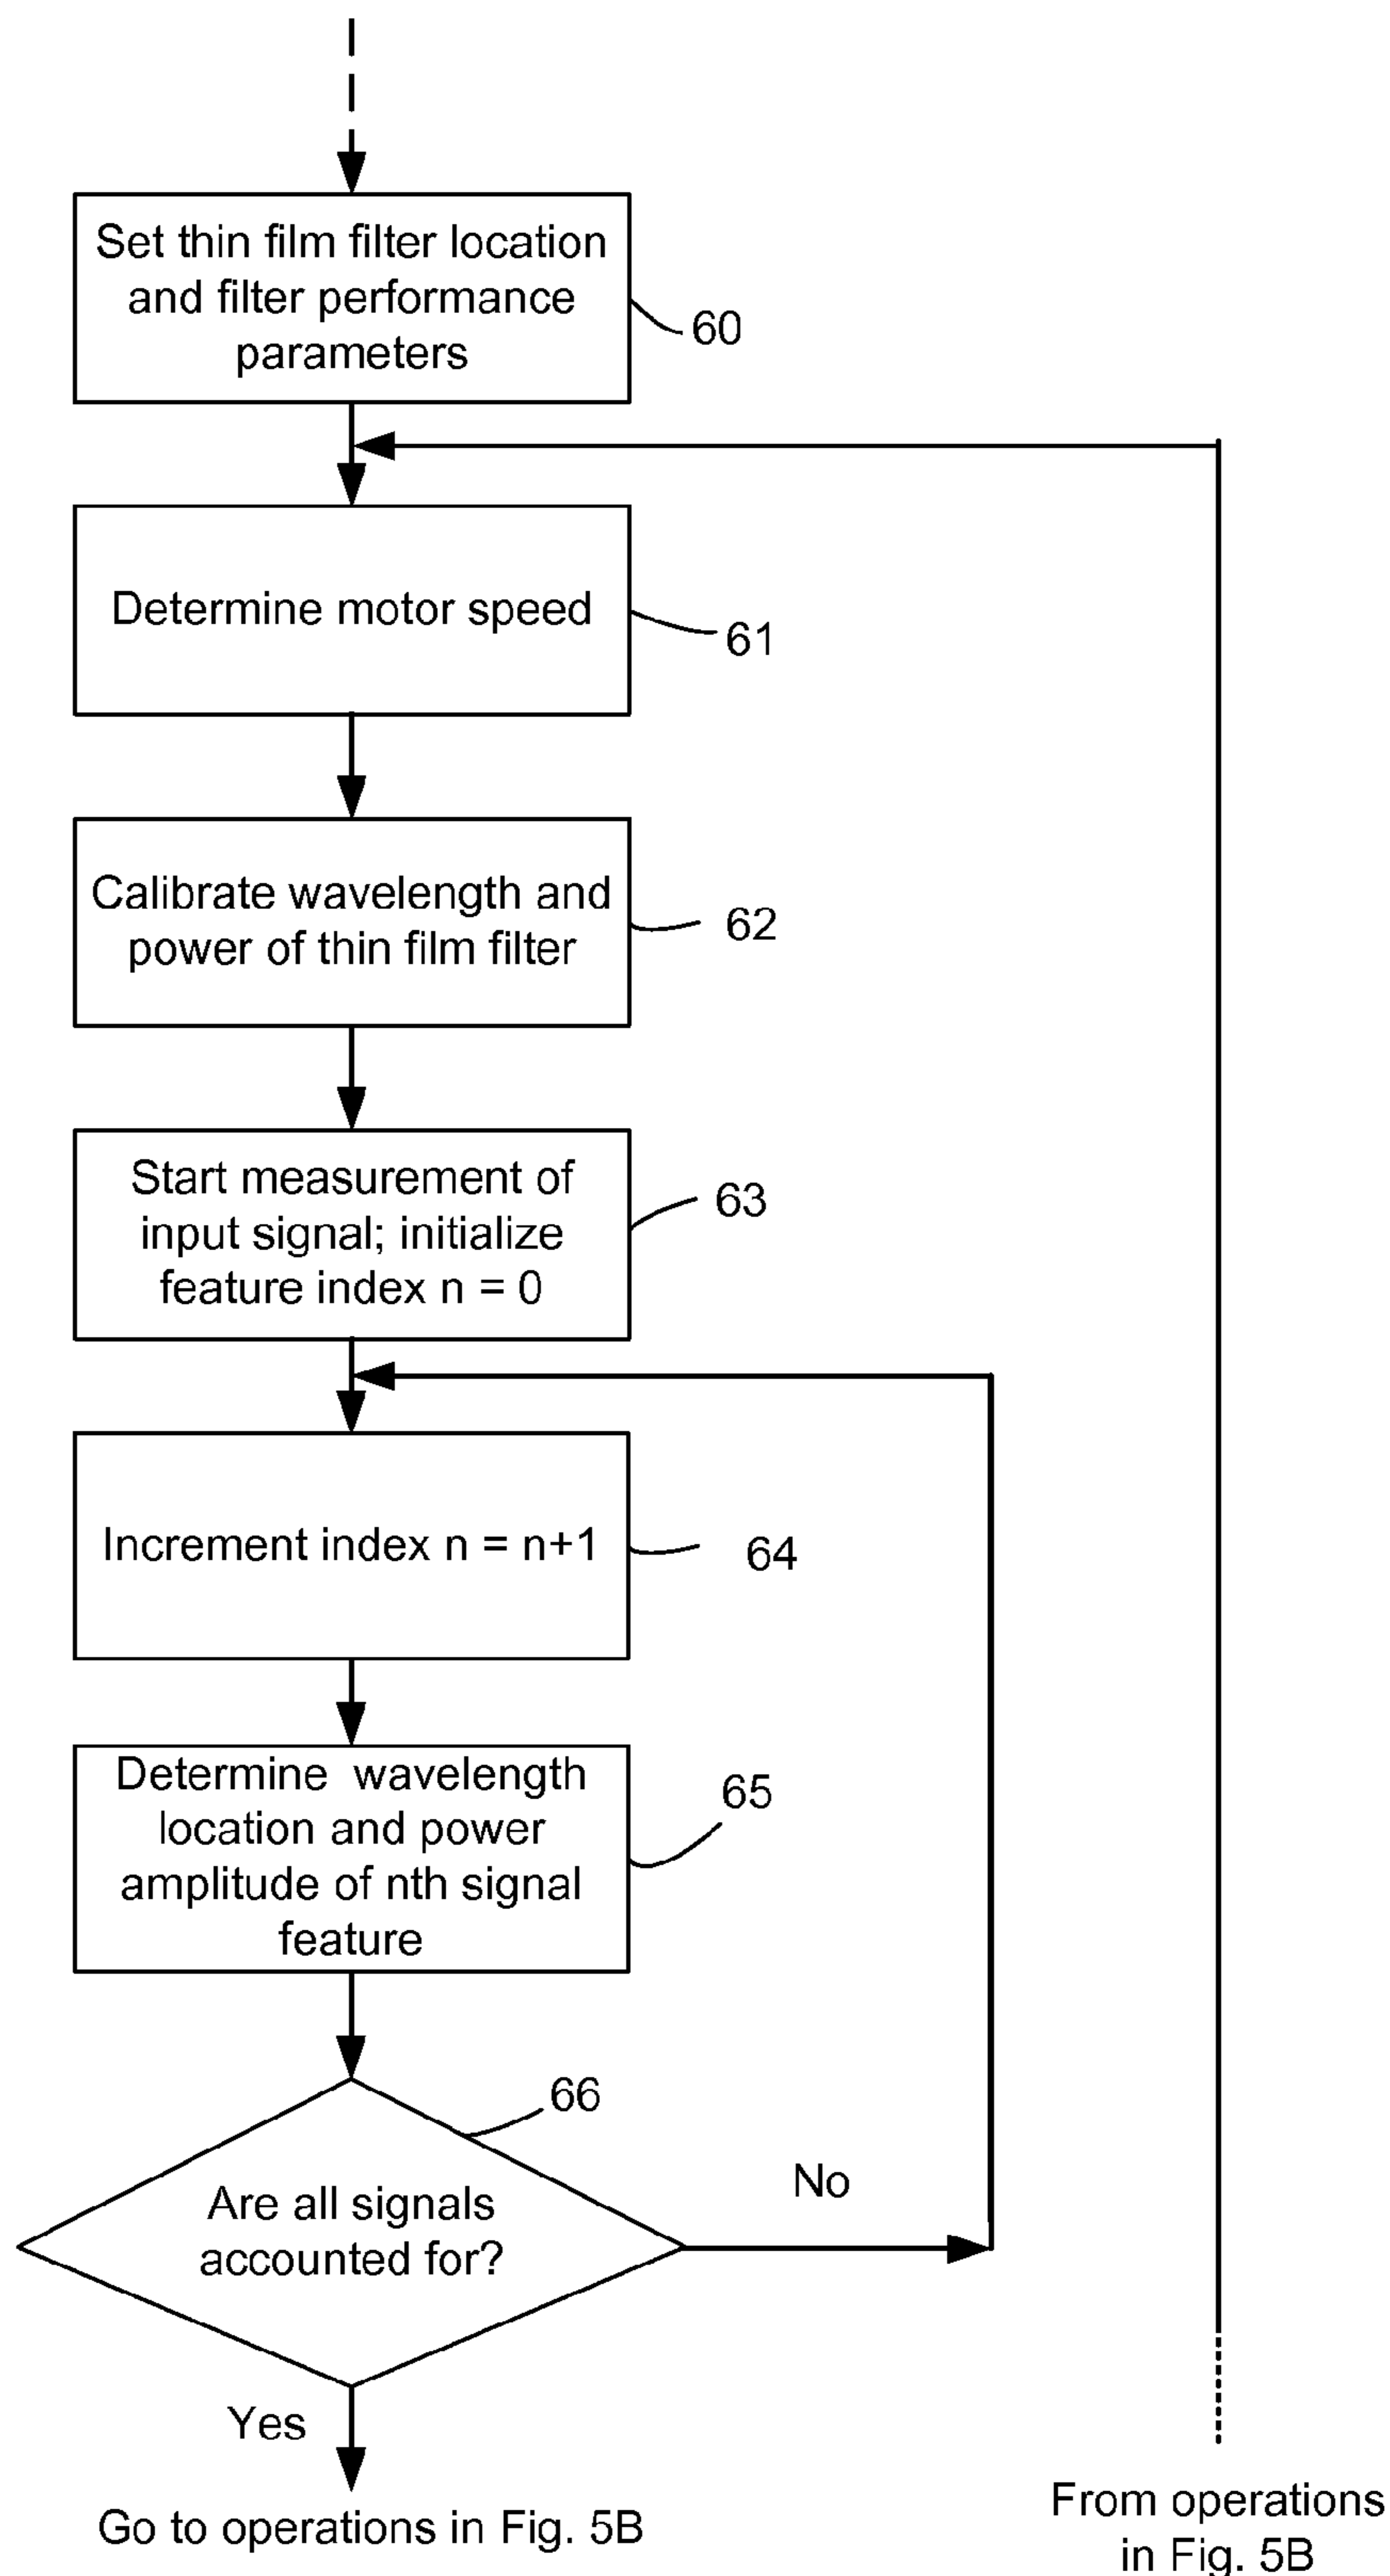 Set thin film filter location
and filter performance
parameters
60
Determine motor speed
61
Calibrate wavelength and
power of thin film filter
62
Start measurement of
input signal; initialize
feature index n = 0
63
Increment index n = n+1
64
Determine wavelength
location and power
amplitude of nth signal
feature
65
66
Are all signals
accounted for?
No
Yes
Go to operations in Fig. 5B
From operations
in Fig. 5B